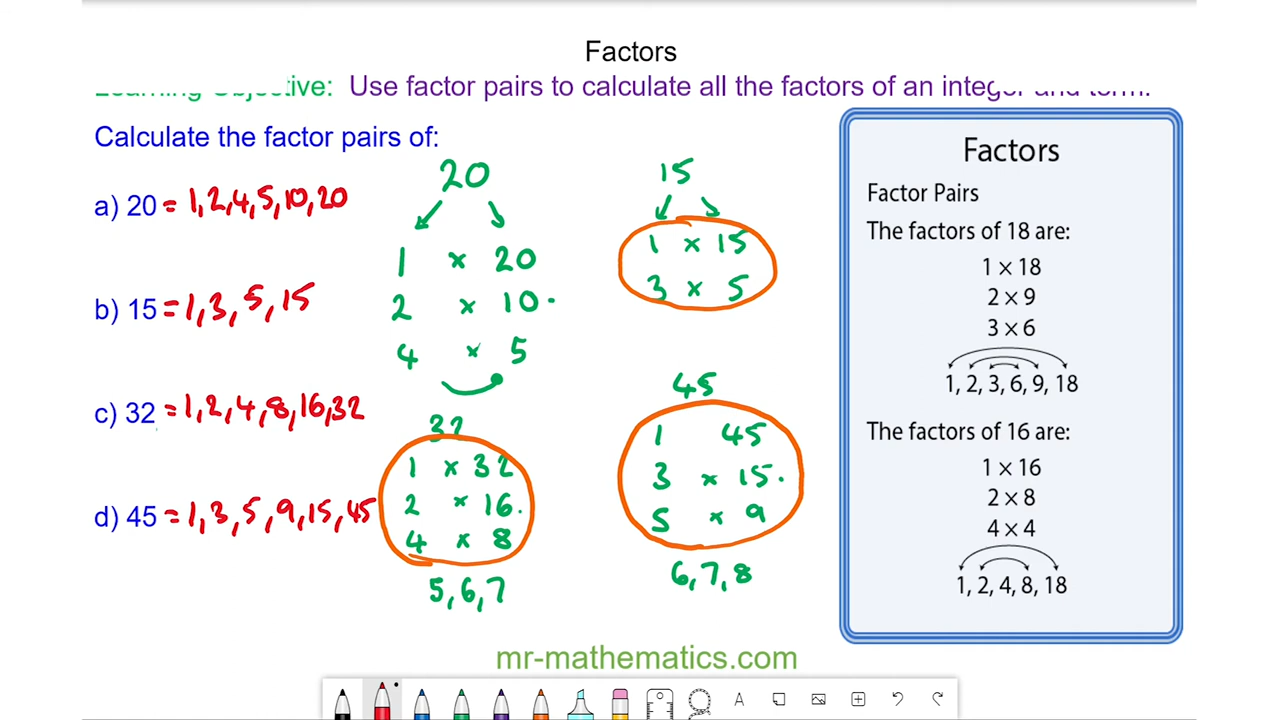 Factors
Learning Objective: Use factor pairs to calculate all the factors of an integer and term.
Calculate the factor pairs of:
a) 20 = 1, 2, 4, 5, 10, 20
b) 15 = 1, 3, 5, 15
c) 32 = 1, 2, 4, 8, 16, 32
d) 45 = 1, 3, 5, 9, 15, 45
20
1 × 20
2 × 10.
4 × 5
15
1 × 15
3 × 5
32
1 × 32
2 × 16.
4 × 8
5, 6, 7
45
1 45
3 × 15.
5 × 9
6, 7, 8
Factors
Factor Pairs
The factors of 18 are:
1 × 18
2 × 9
3 × 6
1, 2, 3, 6, 9, 18
The factors of 16 are:
1 × 16
2 × 8
4 × 4
1, 2, 4, 8, 18
mr-mathematics.com
A